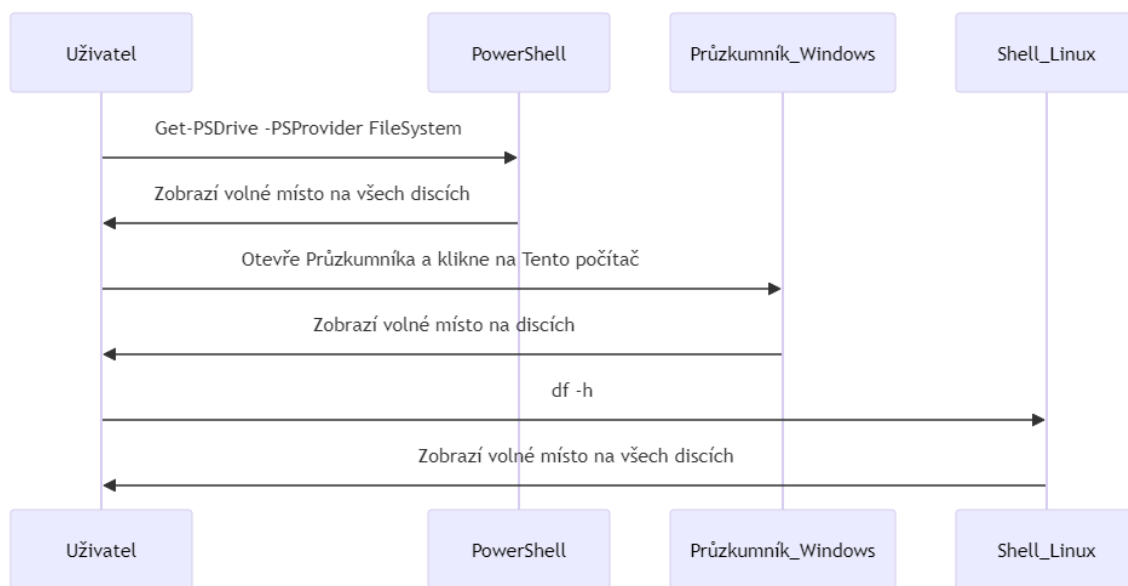 Uživatel
PowerShell
Průzkumník_Windows
Shell_Linux
Get-PSDrive -PSProvider FileSystem
Zobrazí volné místo na všech discích
Otevře Průzkumníka a klikne na Tento počítač
Zobrazí volné místo na discích
df -h
Zobrazí volné místo na všech discích
Uživatel
PowerShell
Průzkumník_Windows
Shell_Linux